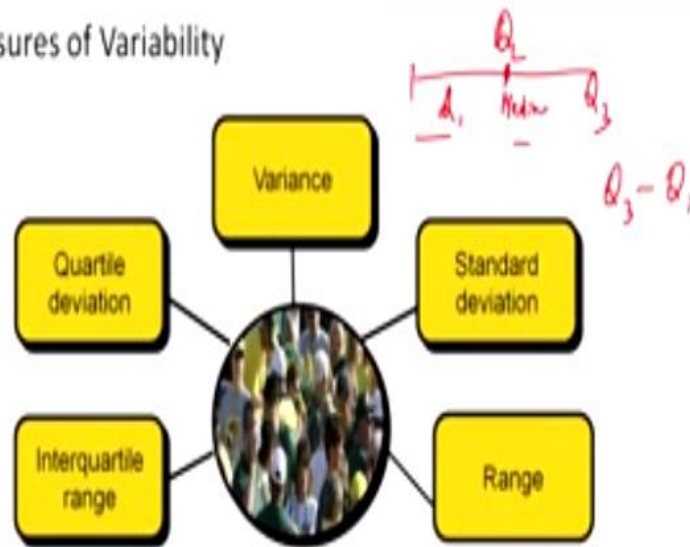 sures of Variability
Q2
Q1 Median Q3
Q3 - Q1
Variance
Quartile
deviation
Standard
deviation
Interquartile
range
Range